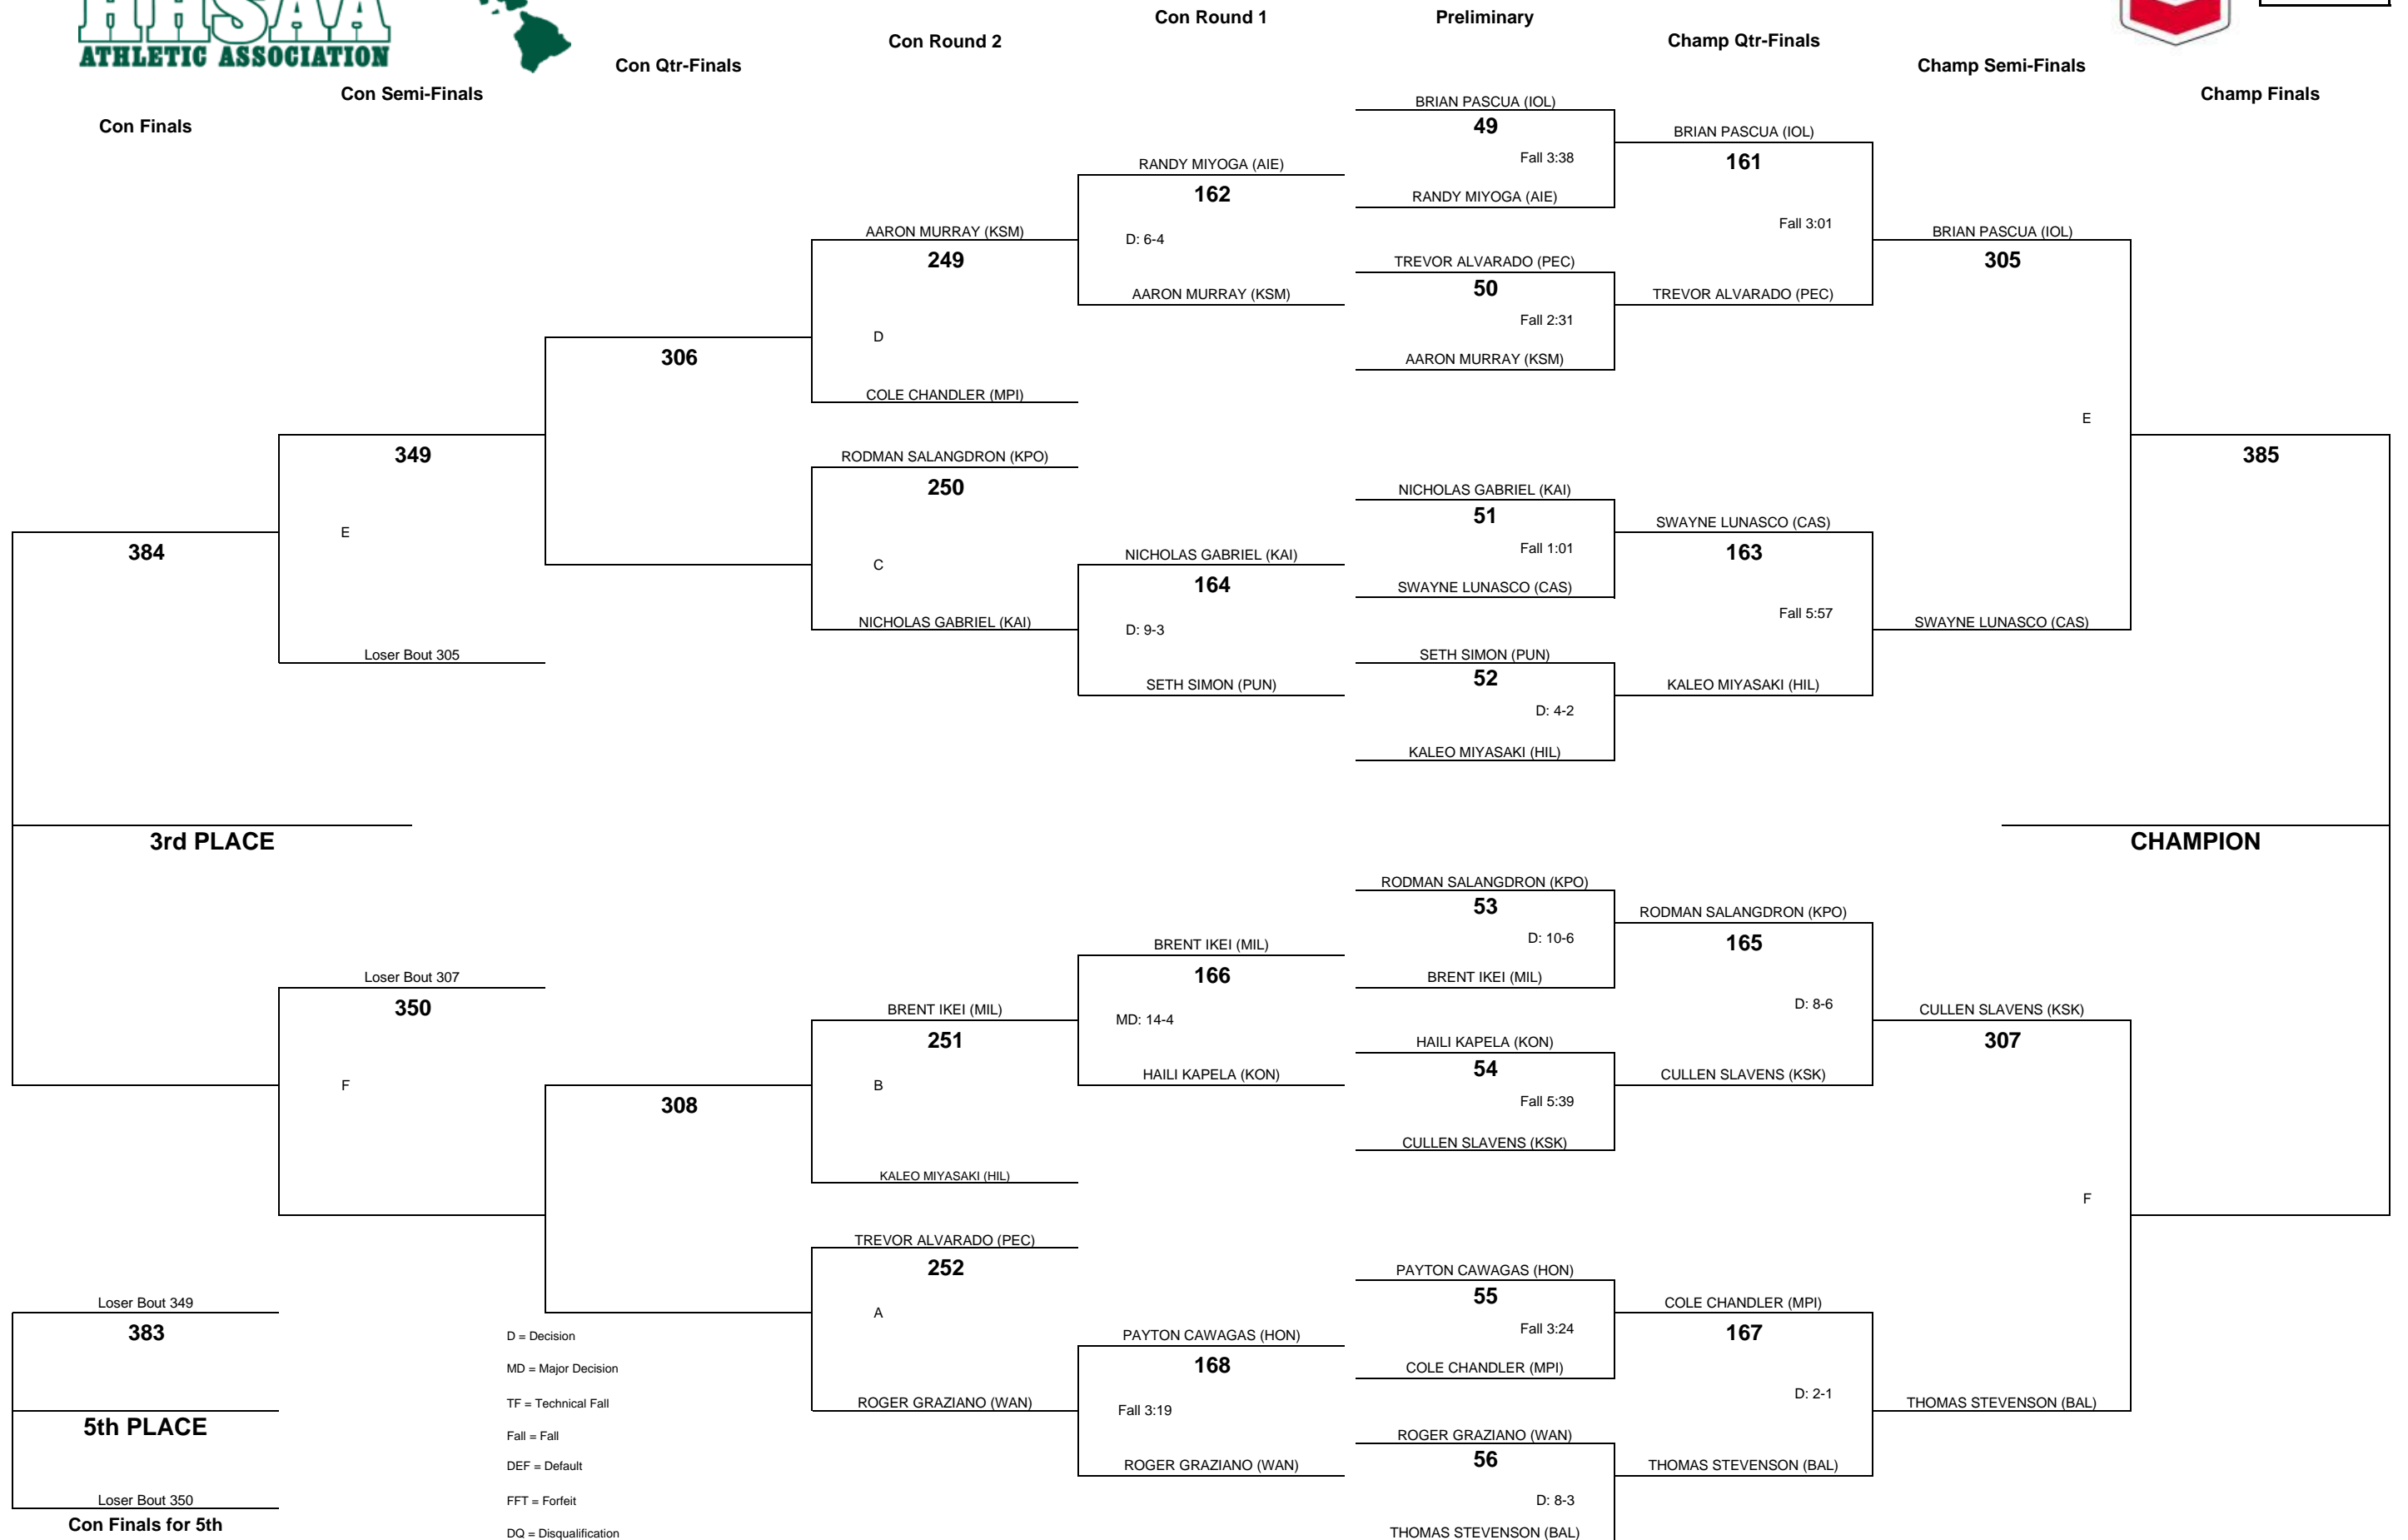 HHSAA
ATHLETIC ASSOCIATION
Con Finals
Con Semi-Finals
Con Qtr-Finals
Con Round 2
Con Round 1
Preliminary
Champ Qtr-Finals
Champ Semi-Finals
Champ Finals
BRIAN PASCUA (IOL)
49
Fall 3:38
RANDY MIYOGA (AIE)
TREVOR ALVARADO (PEC)
50
Fall 2:31
AARON MURRAY (KSM)
NICHOLAS GABRIEL (KAI)
51
Fall 1:01
SWAYNE LUNASCO (CAS)
SETH SIMON (PUN)
52
D: 4-2
KALEO MIYASAKI (HIL)
RODMAN SALANGDRON (KPO)
53
D: 10-6
BRENT IKEI (MIL)
HAILI KAPELA (KON)
54
Fall 5:39
CULLEN SLAVENS (KSK)
PAYTON CAWAGAS (HON)
55
Fall 3:24
COLE CHANDLER (MPI)
ROGER GRAZIANO (WAN)
56
D: 8-3
THOMAS STEVENSON (BAL)
BRIAN PASCUA (IOL)
161
Fall 3:01
TREVOR ALVARADO (PEC)
SWAYNE LUNASCO (CAS)
163
Fall 5:57
KALEO MIYASAKI (HIL)
RODMAN SALANGDRON (KPO)
165
D: 8-6
CULLEN SLAVENS (KSK)
COLE CHANDLER (MPI)
167
D: 2-1
THOMAS STEVENSON (BAL)
BRIAN PASCUA (IOL)
305
E
SWAYNE LUNASCO (CAS)
CULLEN SLAVENS (KSK)
307
F
THOMAS STEVENSON (BAL)
385
CHAMPION
RANDY MIYOGA (AIE)
162
D: 6-4
AARON MURRAY (KSM)
NICHOLAS GABRIEL (KAI)
164
D: 9-3
SETH SIMON (PUN)
BRENT IKEI (MIL)
166
MD: 14-4
HAILI KAPELA (KON)
PAYTON CAWAGAS (HON)
168
Fall 3:19
ROGER GRAZIANO (WAN)
AARON MURRAY (KSM)
249
D
COLE CHANDLER (MPI)
RODMAN SALANGDRON (KPO)
250
C
NICHOLAS GABRIEL (KAI)
BRENT IKEI (MIL)
251
B
KALEO MIYASAKI (HIL)
TREVOR ALVARADO (PEC)
252
A
ROGER GRAZIANO (WAN)
306
308
349
E
Loser Bout 305
Loser Bout 307
350
F
384
3rd PLACE
Loser Bout 349
383
5th PLACE
Loser Bout 350
Con Finals for 5th
D = Decision
MD = Major Decision
TF = Technical Fall
Fall = Fall
DEF = Default
FFT = Forfeit
DQ = Disqualification